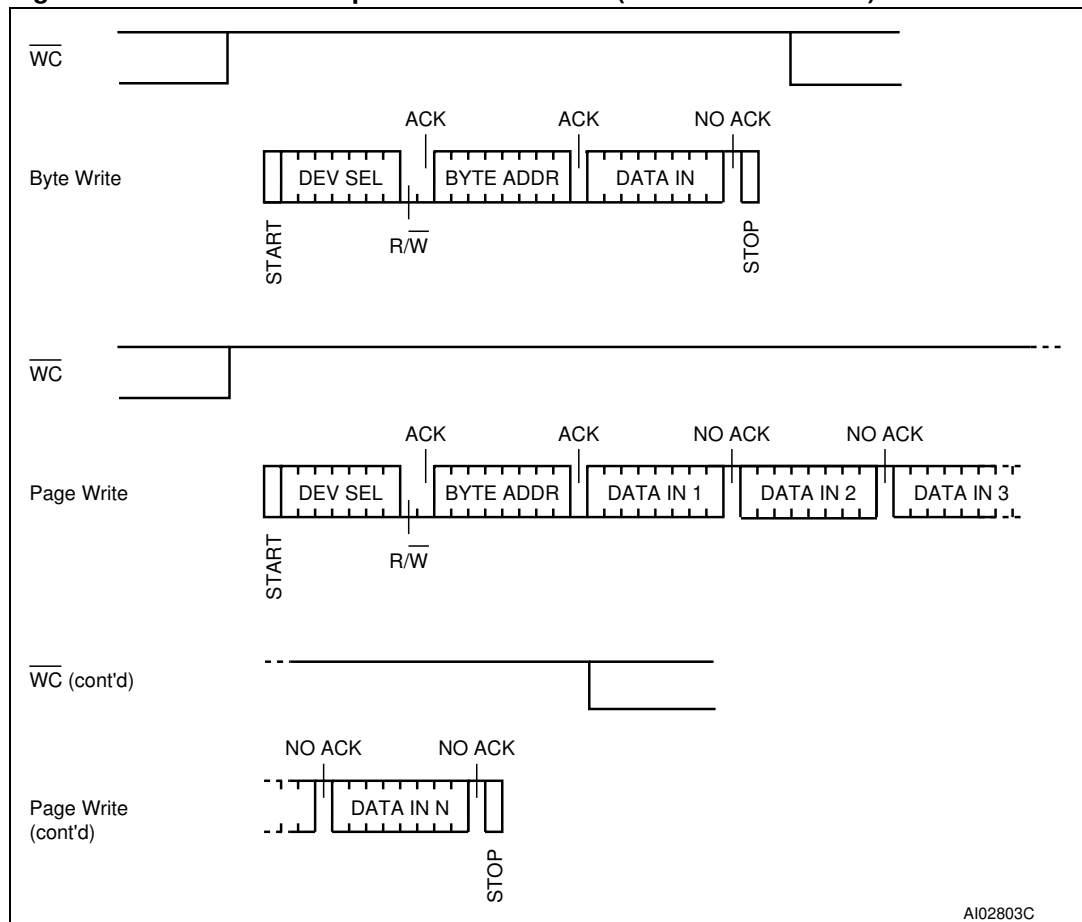 WC
ACK ACK NO ACK
Byte Write DEV SEL BYTE ADDR DATA IN
R/W
START STOP
WC
ACK ACK NO ACK NO ACK
Page Write DEV SEL BYTE ADDR DATA IN 1 DATA IN 2 DATA IN 3
R/W
START
WC (cont'd)
NO ACK NO ACK
Page Write DATA IN N
(cont'd)
STOP
AI02803C